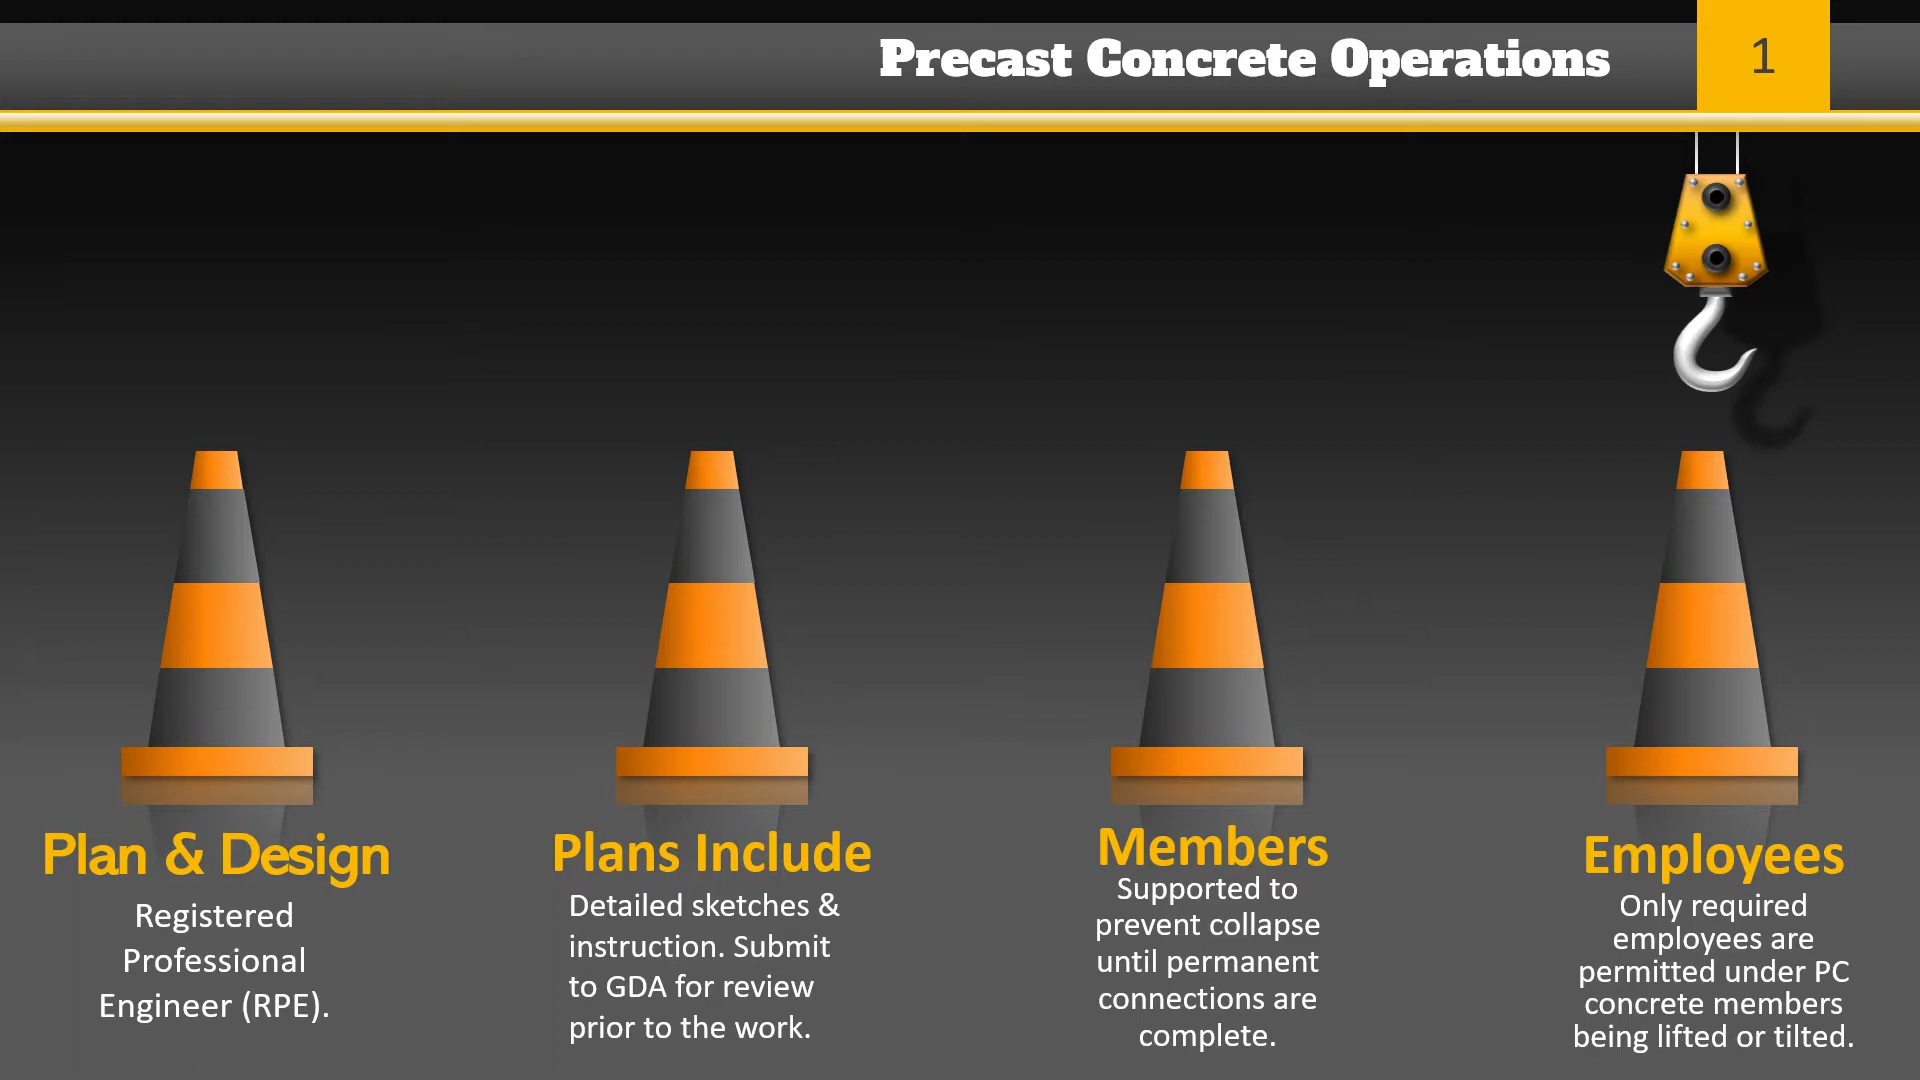 Precast Concrete Operations
1
Plan & Design
Registered
Professional
Engineer (RPE).
Plans Include
Detailed sketches &
instruction. Submit
to GDA for review
prior to the work.
Members
Supported to
prevent collapse
until permanent
connections are
complete.
Employees
Only required
employees are
permitted under PC
concrete members
being lifted or tilted.